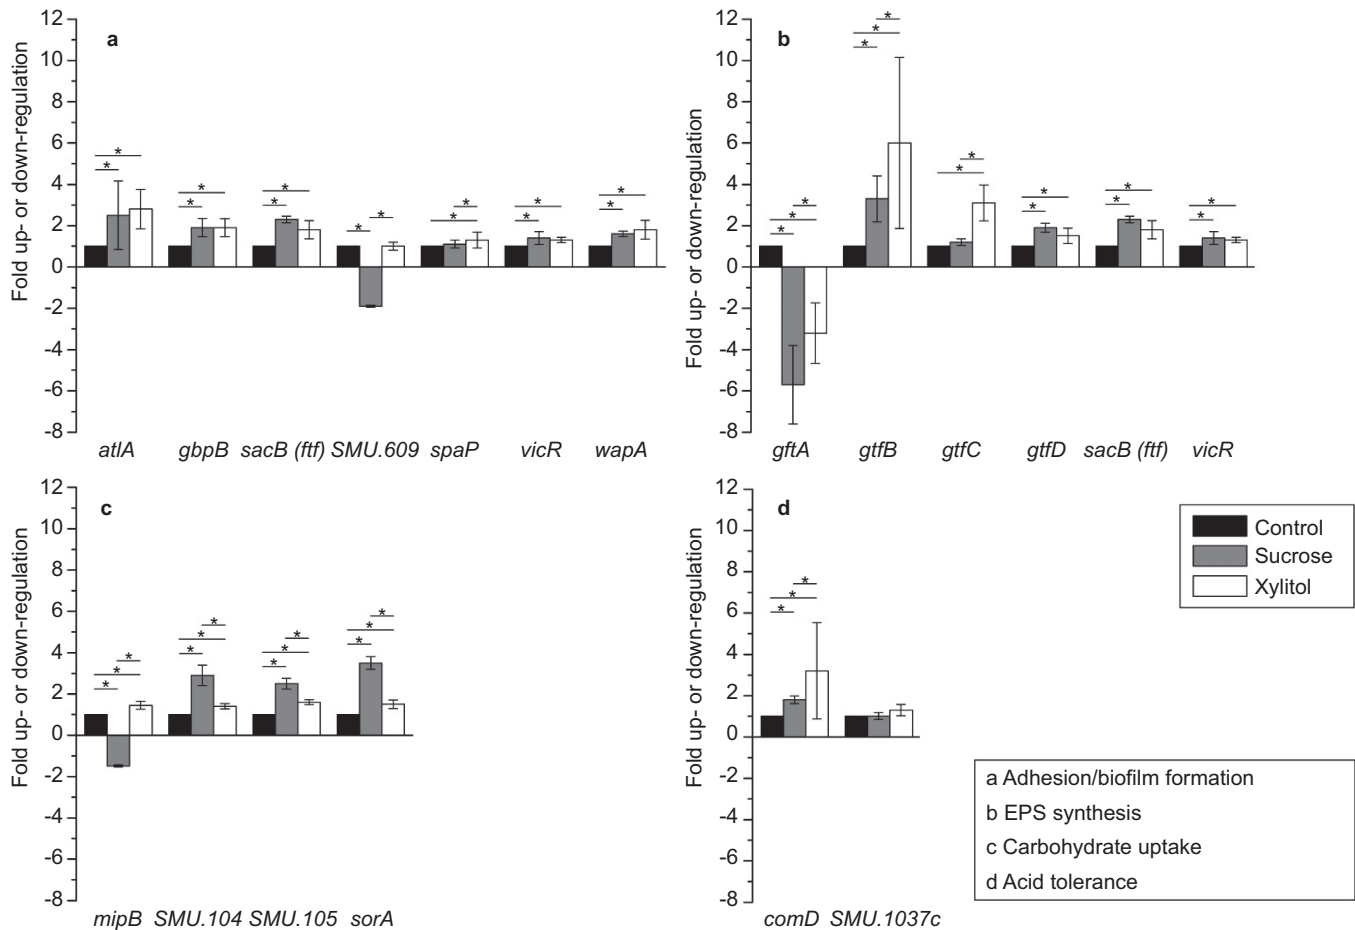 a
Fold up- or down-regulation
12
10
8
6
4
2
0
-2
-4
-6
-8
* * * * * * * * * * * * * *
atlA gbpB sacB (ftf) SMU.609 spaP vicR wapA
b
Fold up- or down-regulation
12
10
8
6
4
2
0
-2
-4
-6
-8
* * * * * * * * * * * * * *
gftA gtfB gtfC gtfD sacB (ftf) vicR
c
Fold up- or down-regulation
12
10
8
6
4
2
0
-2
-4
-6
-8
* * * * * * * * * * * *
mipB SMU.104 SMU.105 sorA
d
Fold up- or down-regulation
12
10
8
6
4
2
0
-2
-4
-6
-8
* * *
comD SMU.1037c
Control
Sucrose
Xylitol
a Adhesion/biofilm formation
b EPS synthesis
c Carbohydrate uptake
d Acid tolerance